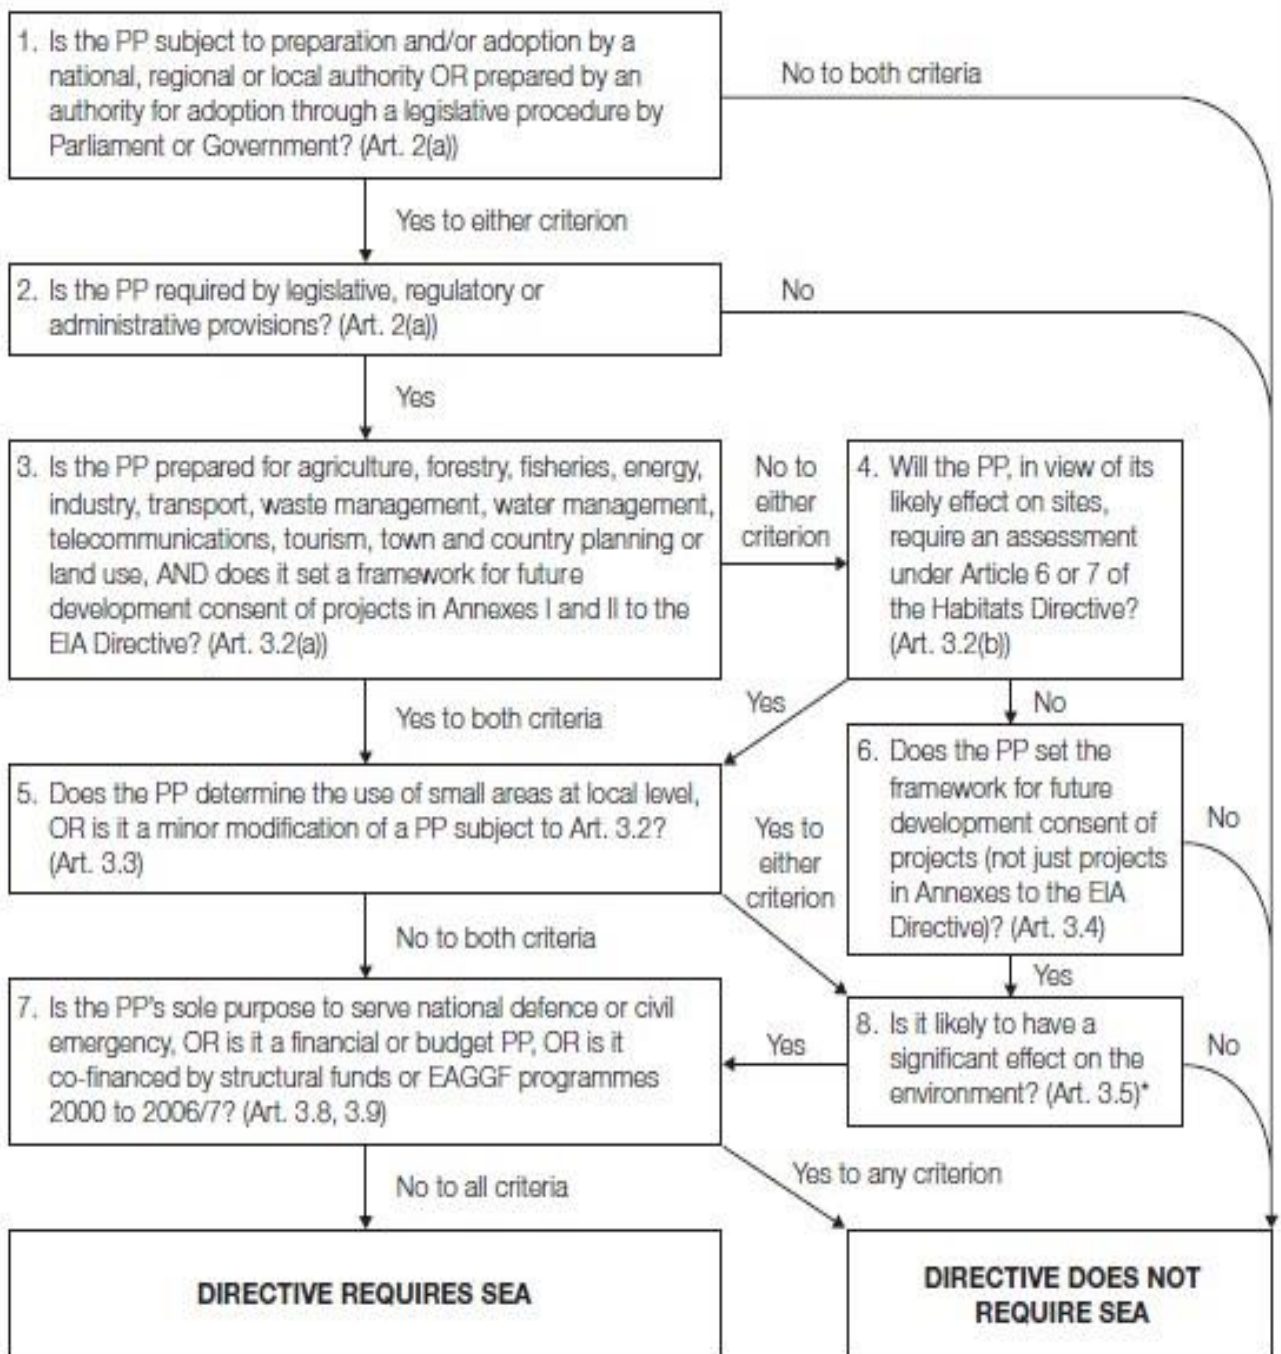 1. Is the PP subject to preparation and/or adoption by a
national, regional or local authority OR prepared by an
authority for adoption through a legislative procedure by
Parliament or Government? (Art. 2(a))
No to both criteria
Yes to either criterion
2. Is the PP required by legislative, regulatory or
administrative provisions? (Art. 2(a))
No
Yes
3. Is the PP prepared for agriculture, forestry, fisheries, energy,
industry, transport, waste management, water management,
telecommunications, tourism, town and country planning or
land use, AND does it set a framework for future
development consent of projects in Annexes I and II to the
EIA Directive? (Art. 3.2(a))
No to
either
criterion
4. Will the PP, in view of its
likely effect on sites,
require an assessment
under Article 6 or 7 of
the Habitats Directive?
(Art. 3.2(b))
Yes to both criteria
Yes
No
5. Does the PP determine the use of small areas at local level,
OR is it a minor modification of a PP subject to Art. 3.2?
(Art. 3.3)
Yes to
either
criterion
6. Does the PP set the
framework for future
development consent of
projects (not just projects
in Annexes to the EIA
Directive)? (Art. 3.4)
No
No to both criteria
Yes
7. Is the PP's sole purpose to serve national defence or civil
emergency, OR is it a financial or budget PP, OR is it
co-financed by structural funds or EAGGF programmes
2000 to 2006/7? (Art. 3.8, 3.9)
Yes
8. Is it likely to have a
significant effect on the
environment? (Art. 3.5)*
No
No to all criteria
Yes to any criterion
DIRECTIVE REQUIRES SEA
DIRECTIVE DOES NOT
REQUIRE SEA